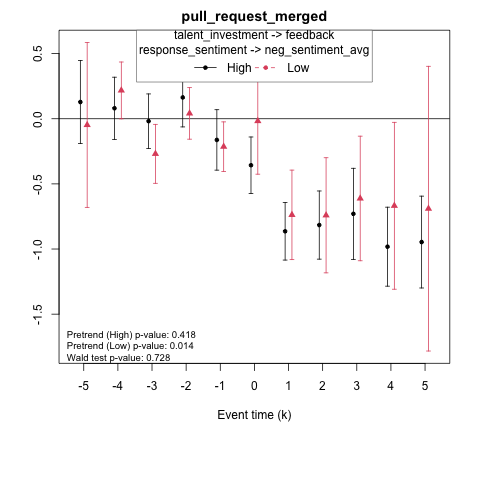 pull_request_merged
talent_investment -> feedback
response_sentiment -> neg_sentiment_avg
High Low
0.5
0.0
-0.5
-1.0
-1.5
Pretrend (High) p-value: 0.418
Pretrend (Low) p-value: 0.014
Wald test p-value: 0.728
-5 -4 -3 -2 -1 0 1 2 3 4 5
Event time (k)